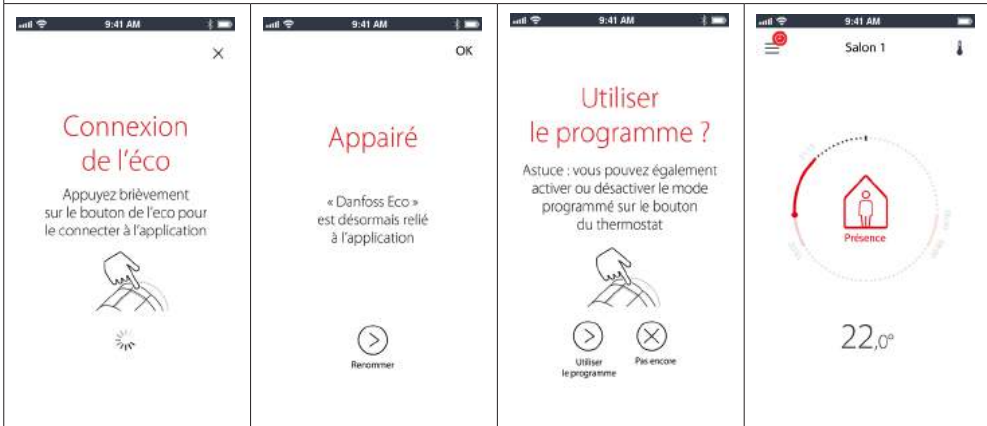 9:41 AM
Connexion
de l'éco
Appuyez brièvement
sur le bouton de l'eco pour
le connecter à l'application
9:41 AM
OK
Appairé
« Danfoss Eco »
est désormais relié
à l'application
Renommer
9:41 AM
Utiliser
le programme ?
Astuce : vous pouvez également
activer ou désactiver le mode
programmé sur le bouton
du thermostat
Utiliser
le programme
Pas encore
9:41 AM
Salon 1
Présence
22,0°